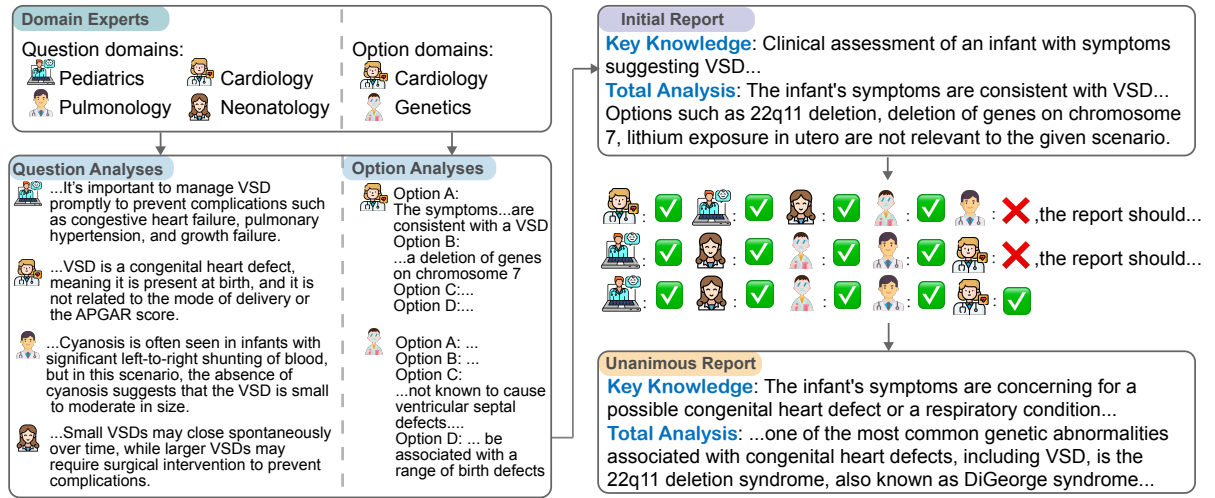 Domain Experts
Question domains:
Pediatrics
Cardiology
Pulmonology
Neonatology
Option domains:
Cardiology
Genetics
Question Analyses
...It's important to manage VSD
promptly to prevent complications such
as congestive heart failure, pulmonary
hypertension, and growth failure.
...VSD is a congenital heart defect,
meaning it is present at birth, and it is
not related to the mode of delivery or
the APGAR score.
...Cyanosis is often seen in infants with
significant left-to-right shunting of blood,
but in this scenario, the absence of
cyanosis suggests that the VSD is small
to moderate in size.
...Small VSDs may close spontaneously
over time, while larger VSDs may
require surgical intervention to prevent
complications.
Option Analyses
Option A:
The symptoms...are
consistent with a VSD
Option B:
...a deletion of genes
on chromosome 7
Option C:...
Option D:...
Option A: ...
Option B: ...
Option C:
...not known to cause
ventricular septal
defects....
Option D: ... be
associated with a
range of birth defects
Initial Report
Key Knowledge: Clinical assessment of an infant with symptoms
suggesting VSD...
Total Analysis: The infant's symptoms are consistent with VSD...
Options such as 22q11 deletion, deletion of genes on chromosome
7, lithium exposure in utero are not relevant to the given scenario.
: : : : : ,the report should...
: : : : : ,the report should...
: : : : :
Unanimous Report
Key Knowledge: The infant's symptoms are concerning for a
possible congenital heart defect or a respiratory condition...
Total Analysis: ...one of the most common genetic abnormalities
associated with congenital heart defects, including VSD, is the
22q11 deletion syndrome, also known as DiGeorge syndrome...